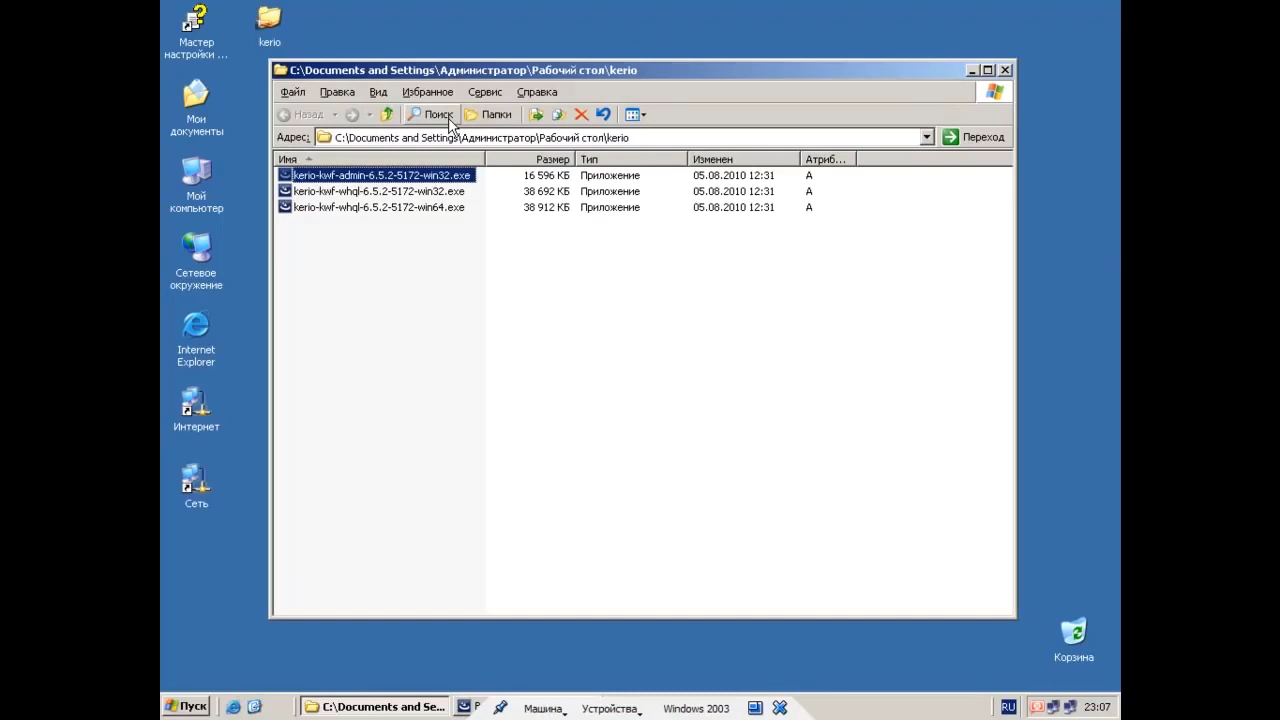 Мастер
настройки ...
kerio
Мои
документы
Мой
компьютер
Сетевое
окружение
Internet
Explorer
Интернет
Сеть
C:\Documents and Settings\Администратор\Рабочий стол\kerio
Файл Правка Вид Избранное Сервис Справка
Назад Поиск Папки
Адрес: C:\Documents and Settings\Администратор\Рабочий стол\kerio Переход
Имя Размер Тип Изменен Атриб...
kerio-kwf-admin-6.5.2-5172-win32.exe 16 596 КБ Приложение 05.08.2010 12:31 A
kerio-kwf-whql-6.5.2-5172-win32.exe 38 692 КБ Приложение 05.08.2010 12:31 A
kerio-kwf-whql-6.5.2-5172-win64.exe 38 912 КБ Приложение 05.08.2010 12:31 A
Корзина
Пуск C:\Documents and Se... Машина Устройства Windows 2003 RU 23:07